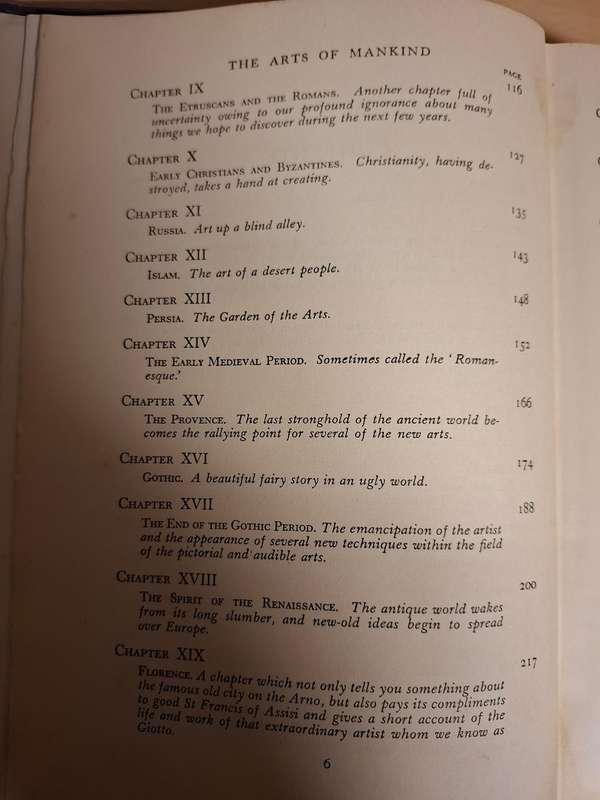 THE ARTS OF MANKIND
PAGE
CHAPTER IX 116
THE ETRUSCANS AND THE ROMANS. Another chapter full of
uncertainty owing to our profound ignorance about many
things we hope to discover during the next few years.
CHAPTER X 127
EARLY CHRISTIANS AND BYZANTINES. Christianity, having de-
stroyed, takes a hand at creating.
CHAPTER XI 135
RUSSIA. Art up a blind alley.
CHAPTER XII 143
ISLAM. The art of a desert people.
CHAPTER XIII 148
PERSIA. The Garden of the Arts.
CHAPTER XIV 152
THE EARLY MEDIEVAL PERIOD. Sometimes called the ' Roman-
esque.'
CHAPTER XV 166
THE PROVENCE. The last stronghold of the ancient world be-
comes the rallying point for several of the new arts.
CHAPTER XVI 174
GOTHIC. A beautiful fairy story in an ugly world.
CHAPTER XVII 188
THE END OF THE GOTHIC PERIOD. The emancipation of the artist
and the appearance of several new techniques within the field
of the pictorial and audible arts.
CHAPTER XVIII 200
THE SPIRIT OF THE RENAISSANCE. The antique world wakes
from its long slumber, and new-old ideas begin to spread
over Europe.
CHAPTER XIX 217
FLORENCE. A chapter which not only tells you something about
the famous old city on the Arno, but also pays its compliments
to good St Francis of Assisi and gives a short account of the
life and work of that extraordinary artist whom we know as
Giotto.
6